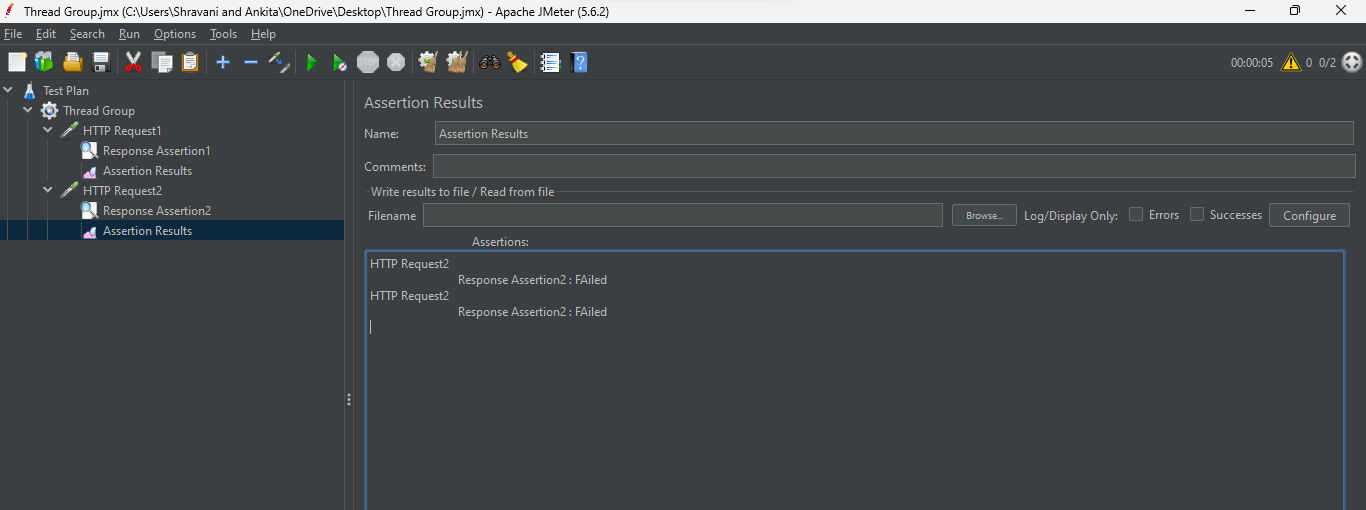 Thread Group.jmx (C:\Users\Shravani and Ankita\OneDrive\Desktop\Thread Group.jmx) - Apache JMeter (5.6.2)
File Edit Search Run Options Tools Help
STOP 00:00:05 0 0/2
Test Plan
Thread Group
HTTP Request1
Response Assertion1
Assertion Results
HTTP Request2
Response Assertion2
Assertion Results
Assertion Results
Name: Assertion Results
Comments:
Write results to file / Read from file
Filename Browse... Log/Display Only: Errors Successes Configure
Assertions:
HTTP Request2
Response Assertion2 : FAiled
HTTP Request2
Response Assertion2 : FAiled